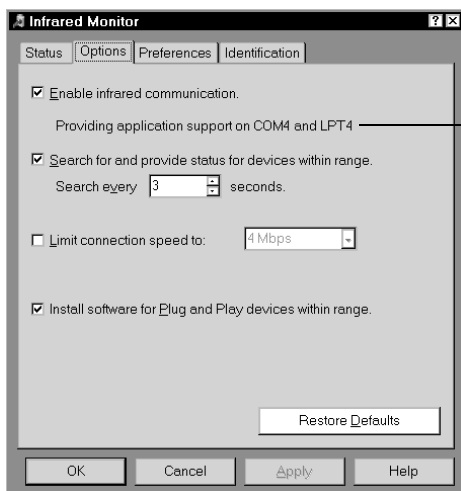 Infrared Monitor
Status Options Preferences Identification
Enable infrared communication.
Providing application support on COM4 and LPT4
Search for and provide status for devices within range.
Search every 3 seconds.
Limit connection speed to: 4 Mbps
Install software for Plug and Play devices within range.
Restore Defaults
OK Cancel Apply Help